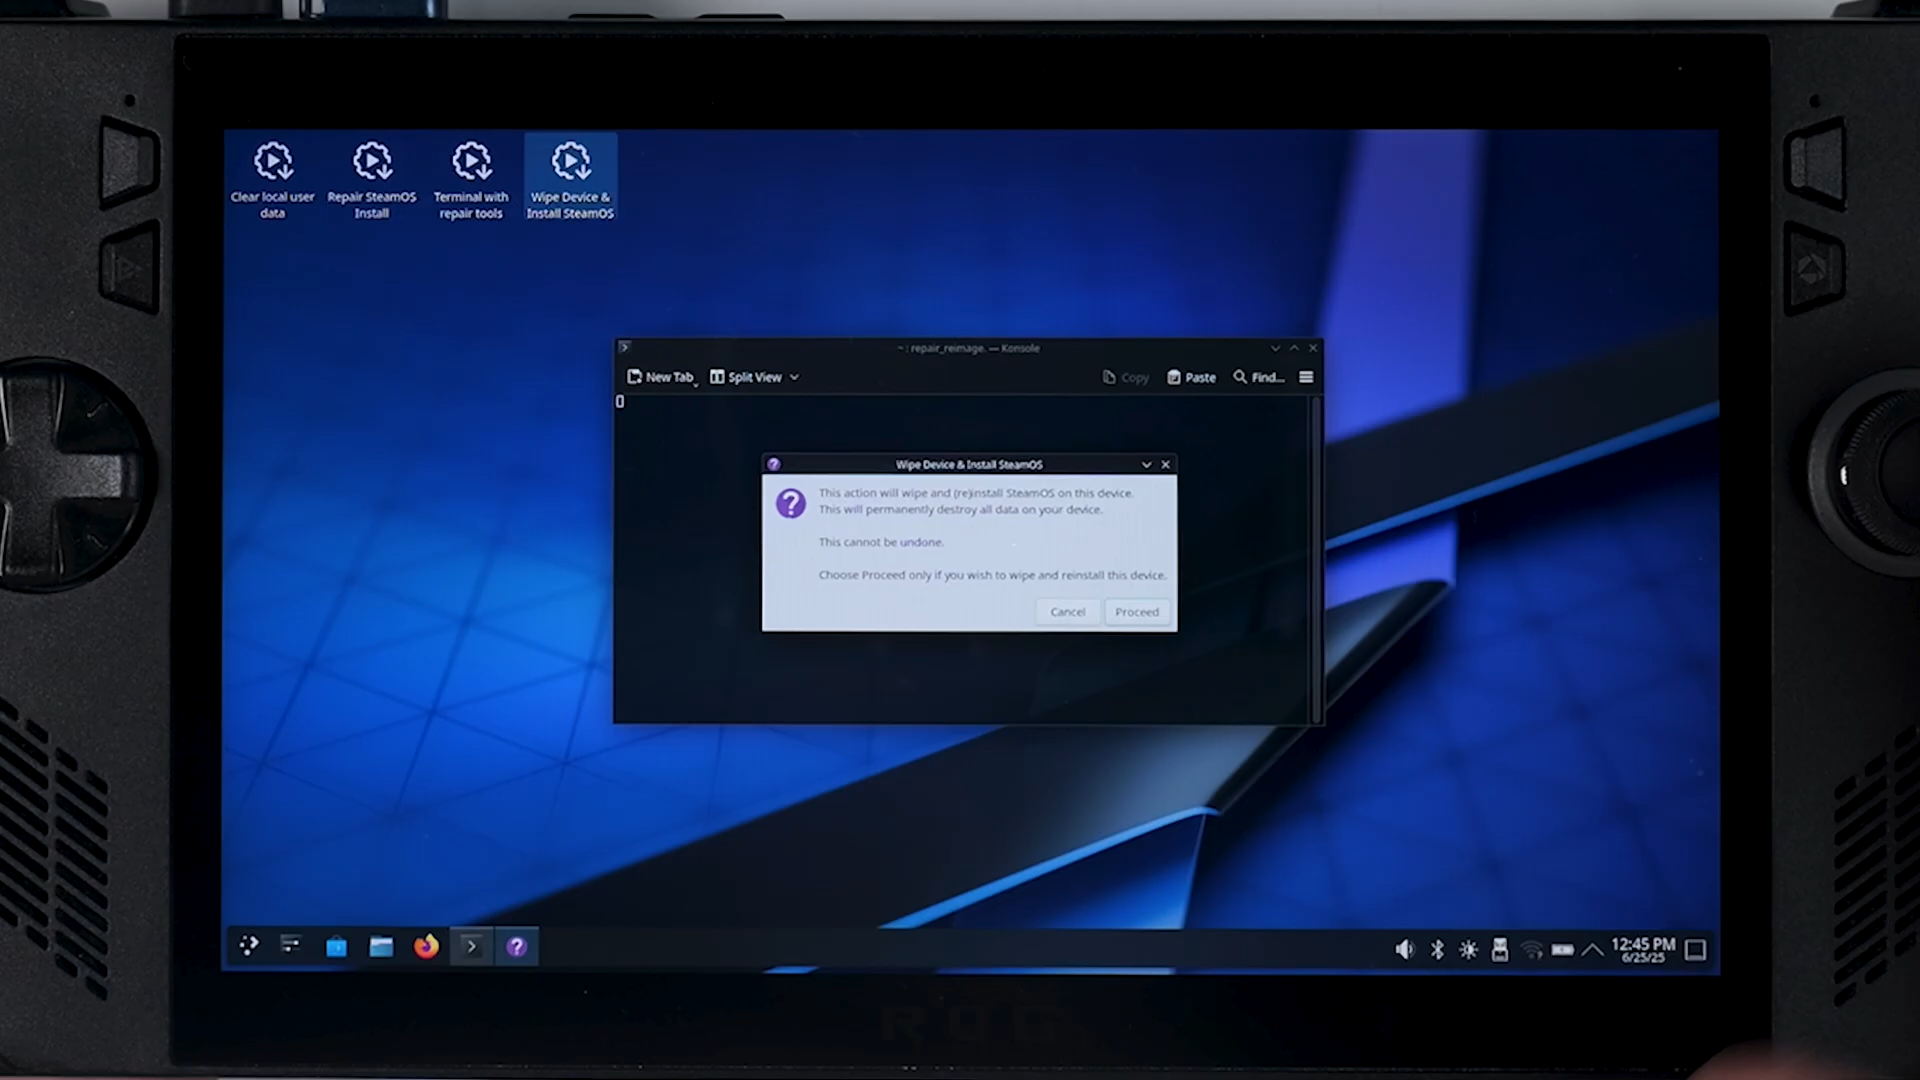 Clear local user
data
Repair SteamOS
Install
Terminal with
repair tools
Wipe Device &
Install SteamOS
~ : repair_reimage. — Konsole
New Tab
Split View
Copy
Paste
Find...
Wipe Device & Install SteamOS
This action will wipe and (re)install SteamOS on this device.
This will permanently destroy all data on your device.
This cannot be undone.
Choose Proceed only if you wish to wipe and reinstall this device.
Cancel
Proceed
12:45 PM
6/25/25
ROG